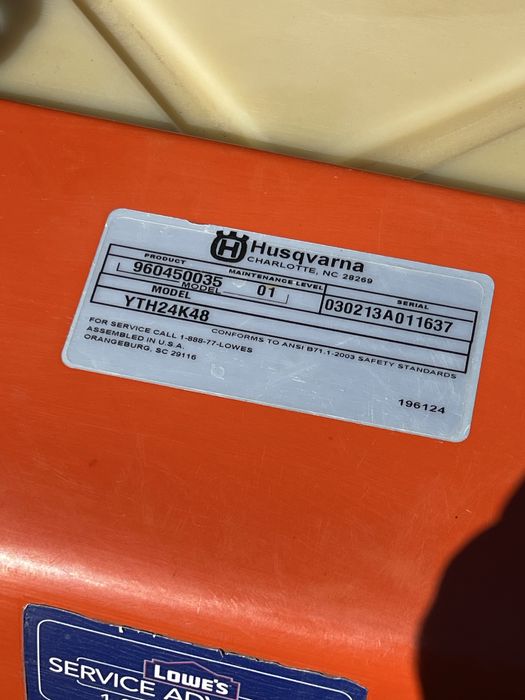 Husqvarna
CHARLOTTE, NC 28269
PRODUCT MAINTENANCE LEVEL SERIAL
960450035 01 030213A011637
MODEL
MODEL
YTH24K48
CONFORMS TO ANSI B71.1-2003 SAFETY STANDARDS
FOR SERVICE CALL 1-888-77-LOWES
ASSEMBLED IN U.S.A.
ORANGEBURG, SC 29116
196124
LOWE'S
SERVICE